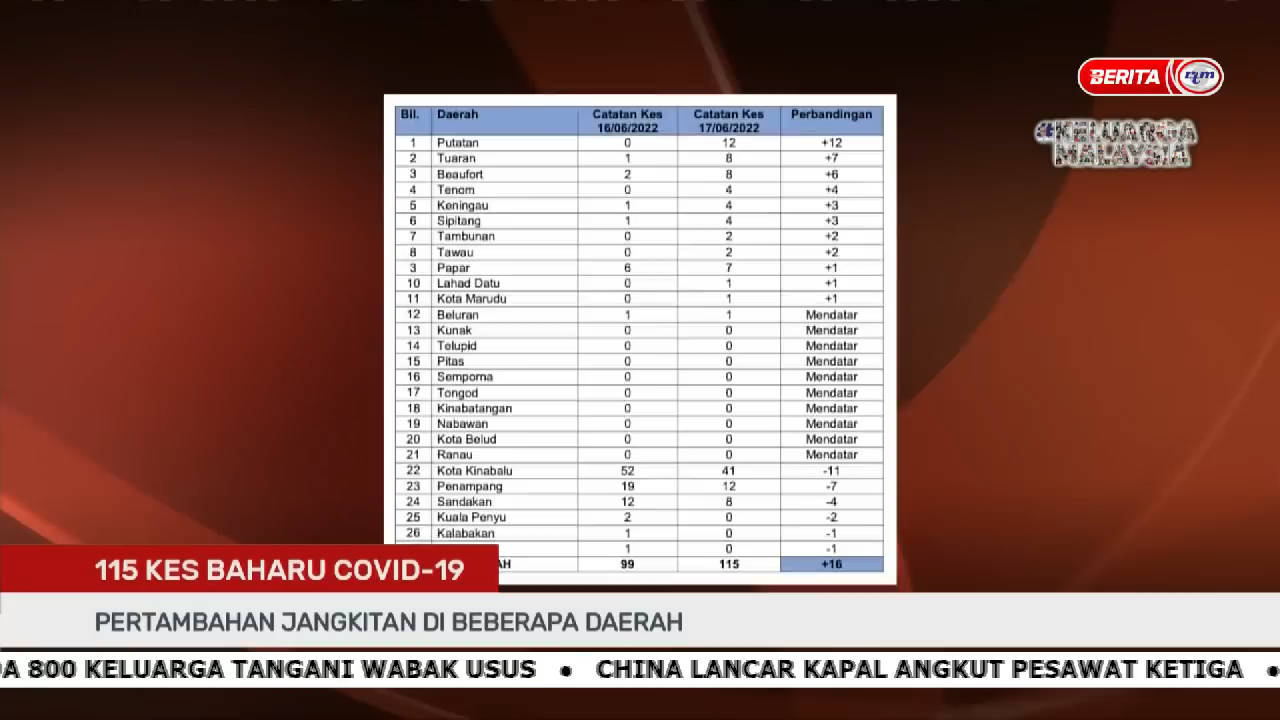 BERITA rtm
#KELUARGA
MALAYSIA
Bil. Daerah Catatan Kes 16/06/2022 Catatan Kes 17/06/2022 Perbandingan
1 Putatan 0 12 +12
2 Tuaran 1 8 +7
3 Beaufort 2 8 +6
4 Tenom 0 4 +4
5 Keningau 1 4 +3
6 Sipitang 1 4 +3
7 Tambunan 0 2 +2
8 Tawau 0 2 +2
3 Papar 6 7 +1
10 Lahad Datu 0 1 +1
11 Kota Marudu 0 1 +1
12 Beluran 1 1 Mendatar
13 Kunak 0 0 Mendatar
14 Telupid 0 0 Mendatar
15 Pitas 0 0 Mendatar
16 Semporna 0 0 Mendatar
17 Tongod 0 0 Mendatar
18 Kinabatangan 0 0 Mendatar
19 Nabawan 0 0 Mendatar
20 Kota Belud 0 0 Mendatar
21 Ranau 0 0 Mendatar
22 Kota Kinabalu 52 41 -11
23 Penampang 19 12 -7
24 Sandakan 12 8 -4
25 Kuala Penyu 2 0 -2
26 Kalabakan 1 0 -1
1 0 -1
AH 99 115 +16
115 KES BAHARU COVID-19
PERTAMBAHAN JANGKITAN DI BEBERAPA DAERAH
DA 800 KELUARGA TANGANI WABAK USUS • CHINA LANCAR KAPAL ANGKUT PESAWAT KETIGA •